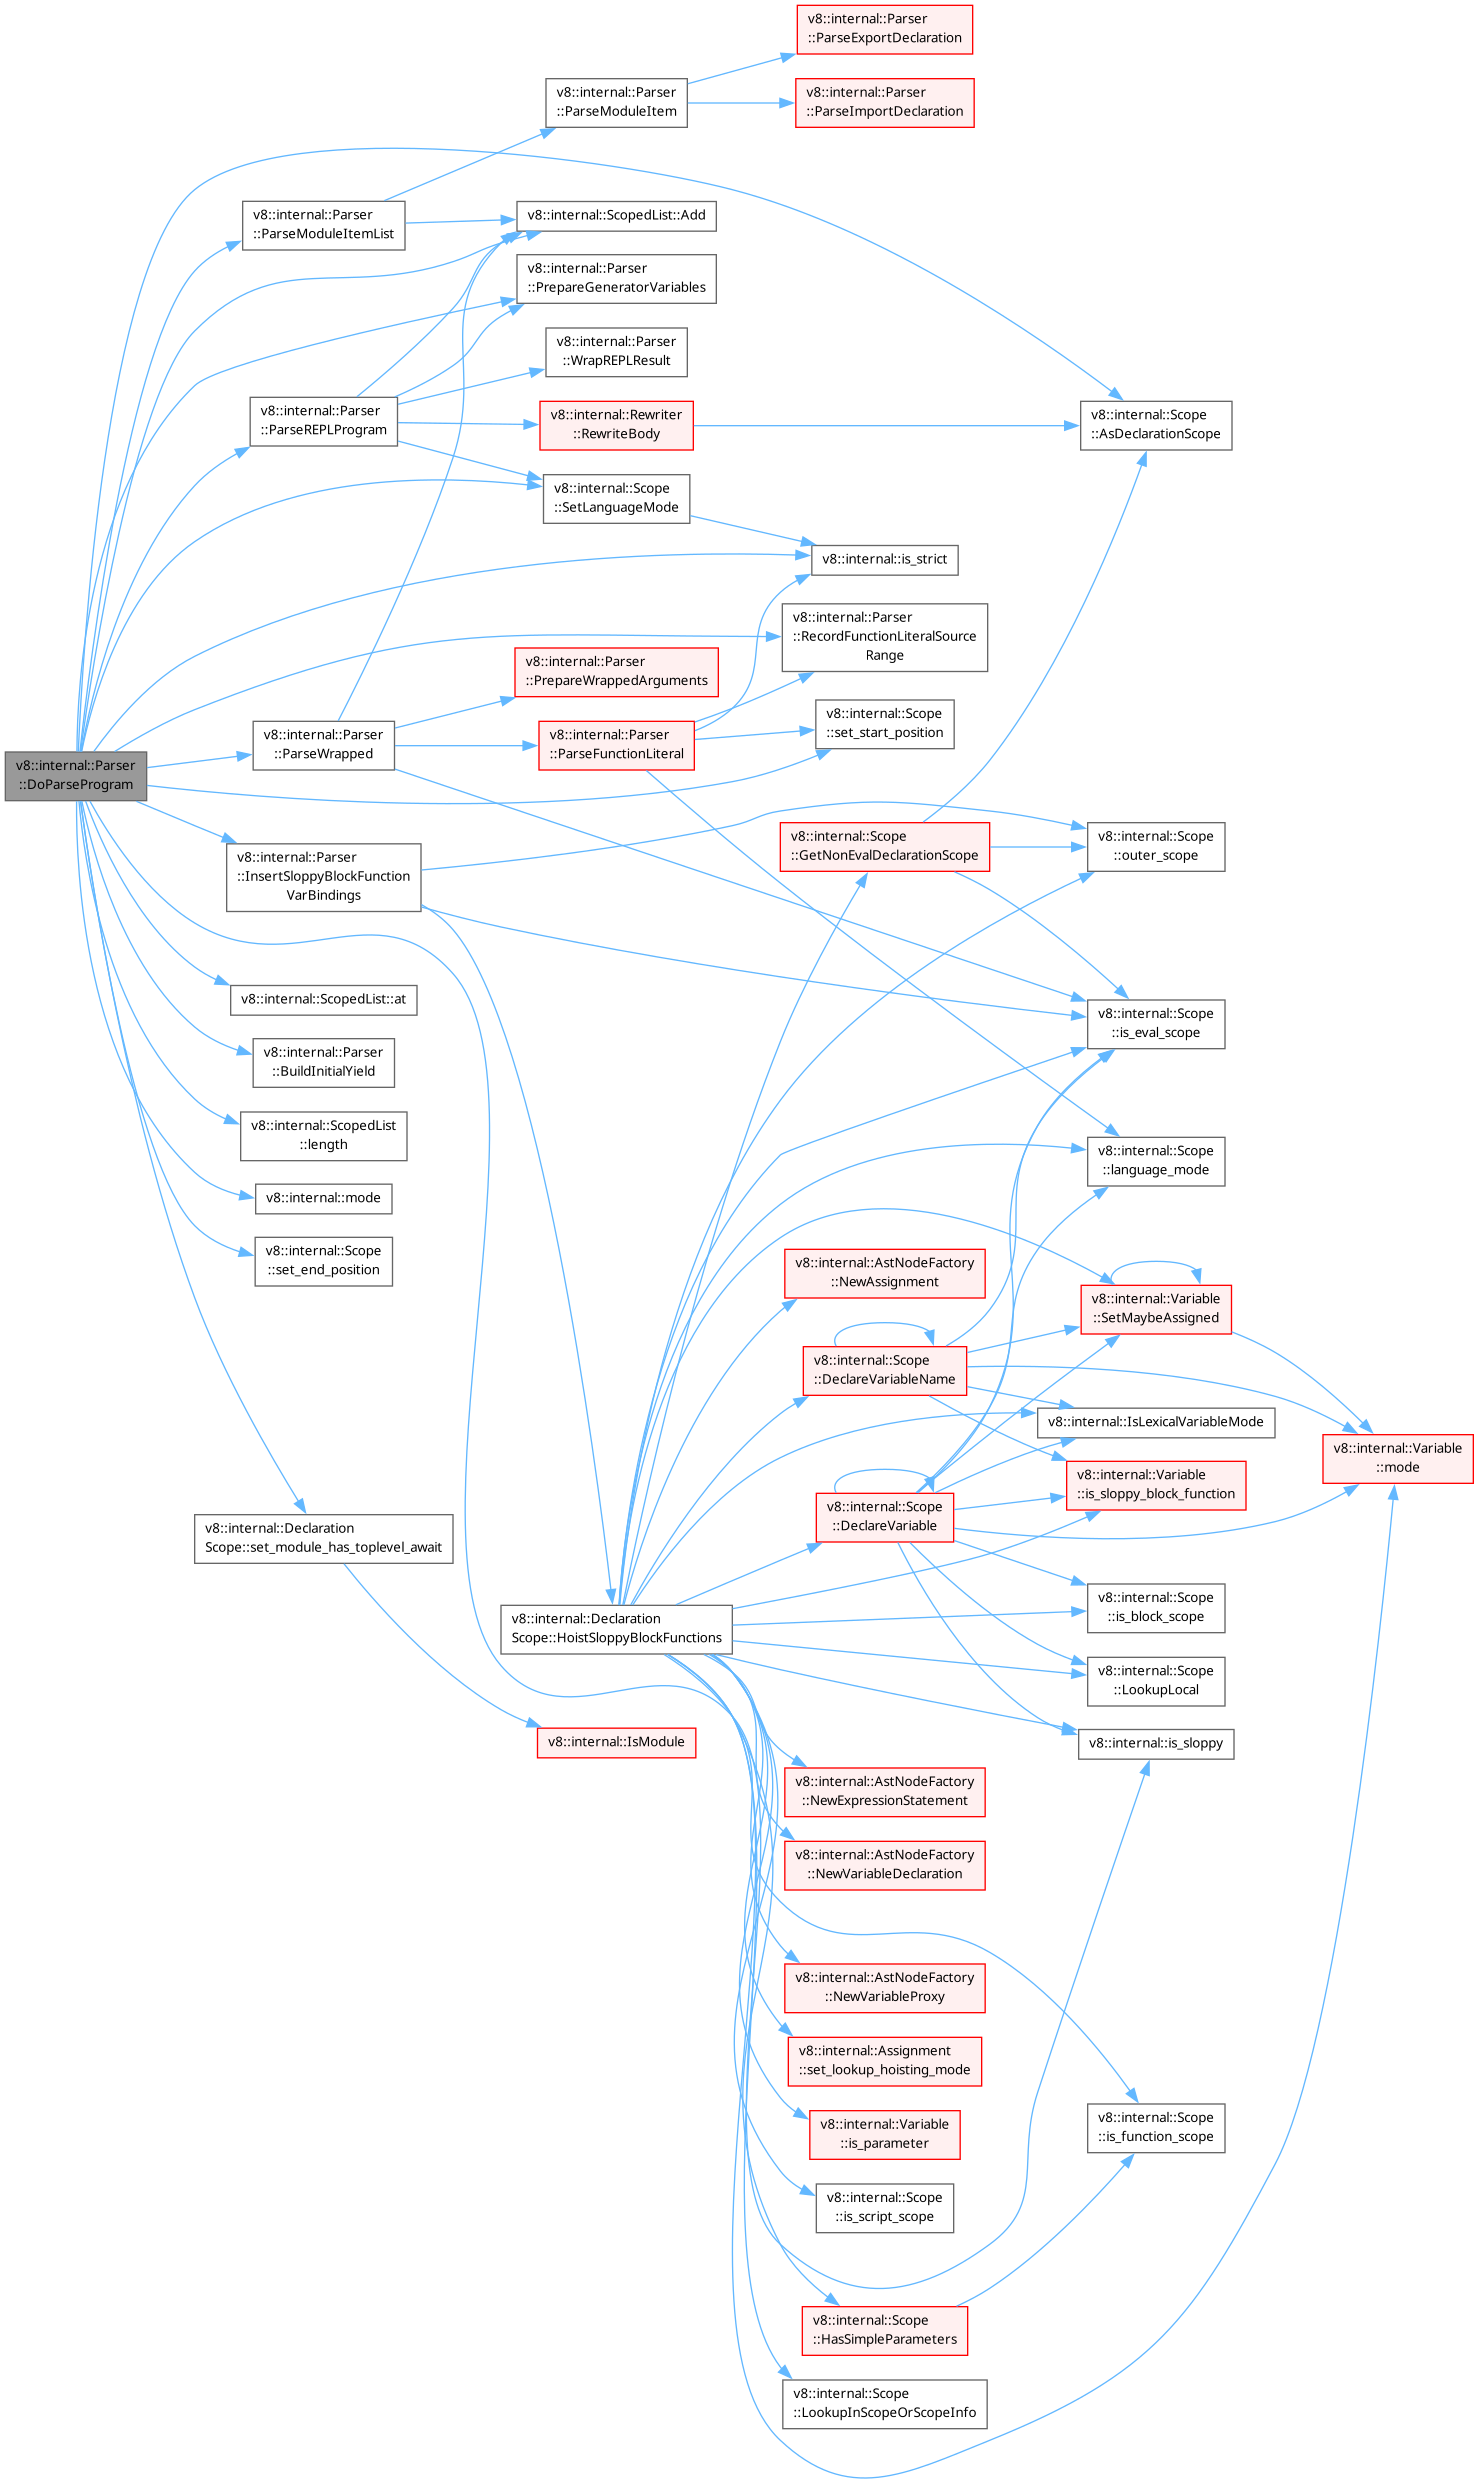 v8::internal::Parser
::ParseExportDeclaration
v8::internal::Parser
::ParseModuleItem
v8::internal::Parser
::ParseImportDeclaration
v8::internal::Parser
::ParseModuleItemList
v8::internal::ScopedList::Add
v8::internal::Parser
::PrepareGeneratorVariables
v8::internal::Parser
::WrapREPLResult
v8::internal::Parser
::ParseREPLProgram
v8::internal::Rewriter
::RewriteBody
v8::internal::Scope
::AsDeclarationScope
v8::internal::Scope
::SetLanguageMode
v8::internal::is_strict
v8::internal::Parser
::RecordFunctionLiteralSource
Range
v8::internal::Parser
::PrepareWrappedArguments
v8::internal::Scope
::set_start_position
v8::internal::Parser
::ParseWrapped
v8::internal::Parser
::ParseFunctionLiteral
v8::internal::Parser
::DoParseProgram
v8::internal::Scope
::GetNonEvalDeclarationScope
v8::internal::Scope
::outer_scope
v8::internal::Parser
::InsertSloppyBlockFunction
VarBindings
v8::internal::ScopedList::at
v8::internal::Scope
::is_eval_scope
v8::internal::Parser
::BuildInitialYield
v8::internal::ScopedList
::length
v8::internal::Scope
::language_mode
v8::internal::mode
v8::internal::Scope
::set_end_position
v8::internal::AstNodeFactory
::NewAssignment
v8::internal::Variable
::SetMaybeAssigned
v8::internal::Scope
::DeclareVariableName
v8::internal::IsLexicalVariableMode
v8::internal::Variable
::mode
v8::internal::Variable
::is_sloppy_block_function
v8::internal::Scope
::DeclareVariable
v8::internal::Declaration
Scope::set_module_has_toplevel_await
v8::internal::Scope
::is_block_scope
v8::internal::Declaration
Scope::HoistSloppyBlockFunctions
v8::internal::Scope
::LookupLocal
v8::internal::IsModule
v8::internal::is_sloppy
v8::internal::AstNodeFactory
::NewExpressionStatement
v8::internal::AstNodeFactory
::NewVariableDeclaration
v8::internal::AstNodeFactory
::NewVariableProxy
v8::internal::Assignment
::set_lookup_hoisting_mode
v8::internal::Variable
::is_parameter
v8::internal::Scope
::is_function_scope
v8::internal::Scope
::is_script_scope
v8::internal::Scope
::HasSimpleParameters
v8::internal::Scope
::LookupInScopeOrScopeInfo